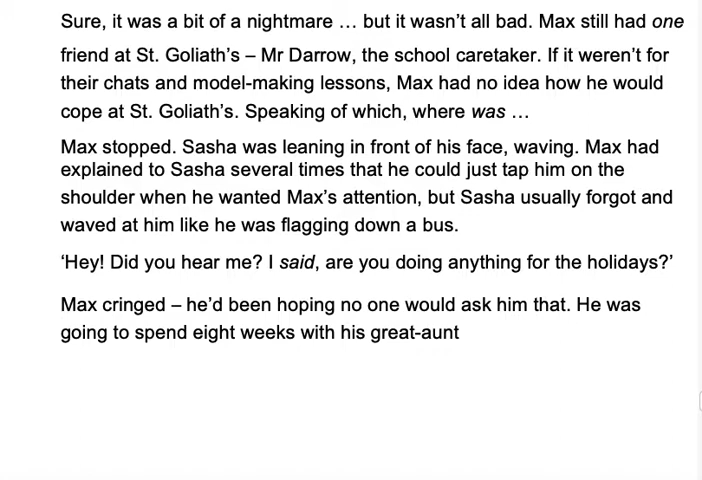 Sure, it was a bit of a nightmare … but it wasn’t all bad. Max still had one
friend at St. Goliath’s – Mr Darrow, the school caretaker. If it weren’t for
their chats and model-making lessons, Max had no idea how he would
cope at St. Goliath’s. Speaking of which, where was …
Max stopped. Sasha was leaning in front of his face, waving. Max had
explained to Sasha several times that he could just tap him on the
shoulder when he wanted Max’s attention, but Sasha usually forgot and
waved at him like he was flagging down a bus.
‘Hey! Did you hear me? I said, are you doing anything for the holidays?’
Max cringed – he’d been hoping no one would ask him that. He was
going to spend eight weeks with his great-aunt